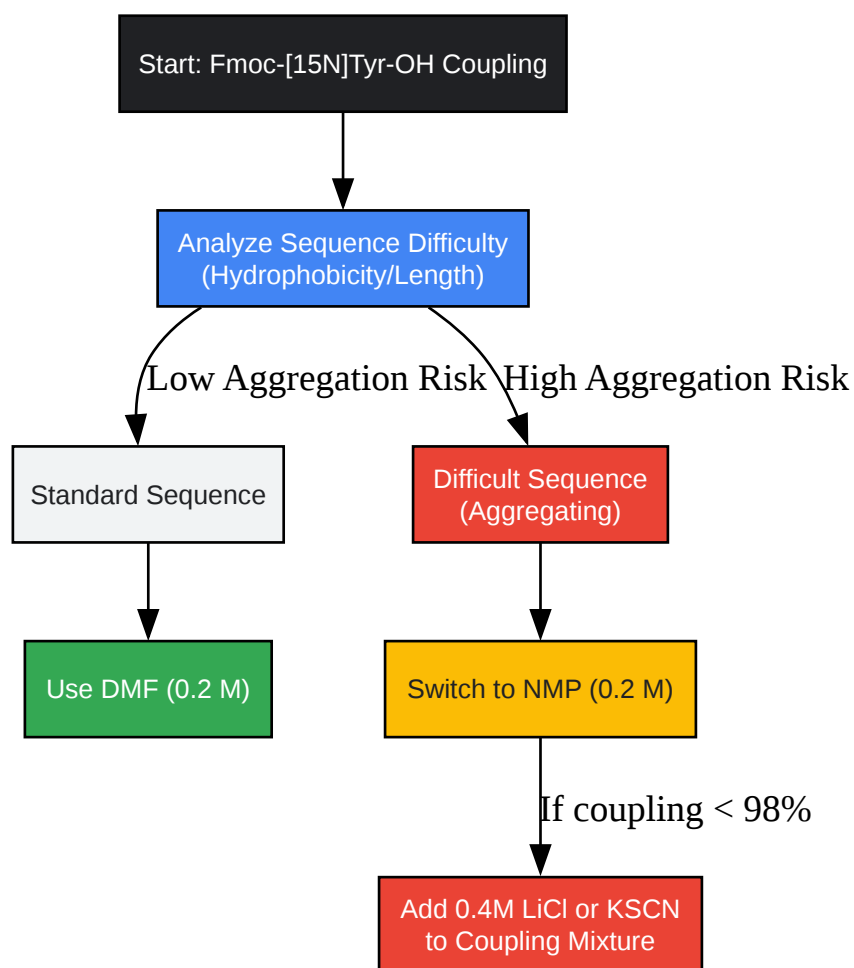 Start: Fmoc-[15N]Tyr-OH Coupling
Analyze Sequence Difficulty
(Hydrophobicity/Length)
Low Aggregation Risk
High Aggregation Risk
Standard Sequence
Difficult Sequence
(Aggregating)
Use DMF (0.2 M)
Switch to NMP (0.2 M)
If coupling < 98%
Add 0.4M LiCl or KSCN
to Coupling Mixture